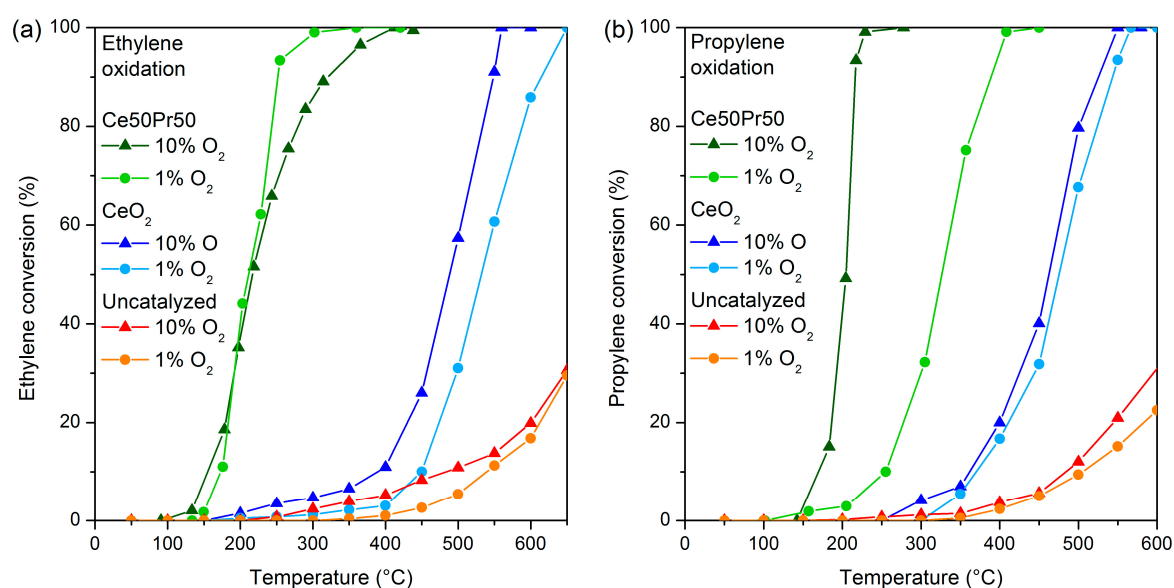 (a)
Ethylene
oxidation
Ce50Pr50
10% O₂
1% O₂
CeO₂
10% O
1% O₂
Uncatalyzed
10% O₂
1% O₂
Ethylene conversion (%)
100
80
60
40
20
0
0 100 200 300 400 500 600
Temperature (°C)
(b)
Propylene
oxidation
Ce50Pr50
10% O₂
1% O₂
CeO₂
10% O
1% O₂
Uncatalyzed
10% O₂
1% O₂
Propylene conversion (%)
100
80
60
40
20
0
0 100 200 300 400 500 600
Temperature (°C)